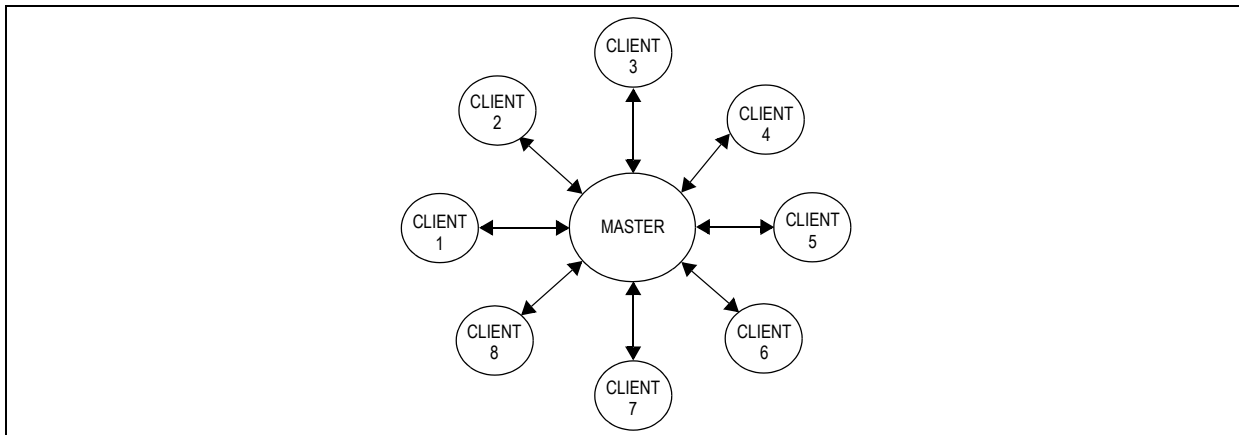 CLIENT
3
CLIENT
2
CLIENT
4
CLIENT
1
MASTER
CLIENT
5
CLIENT
8
CLIENT
6
CLIENT
7